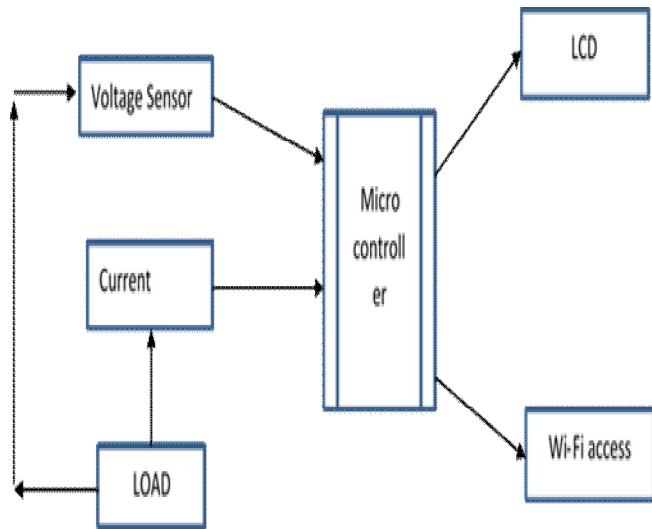 LCD
Voltage Sensor
Micro
controll
er
Current
LOAD
Wi-Fi access